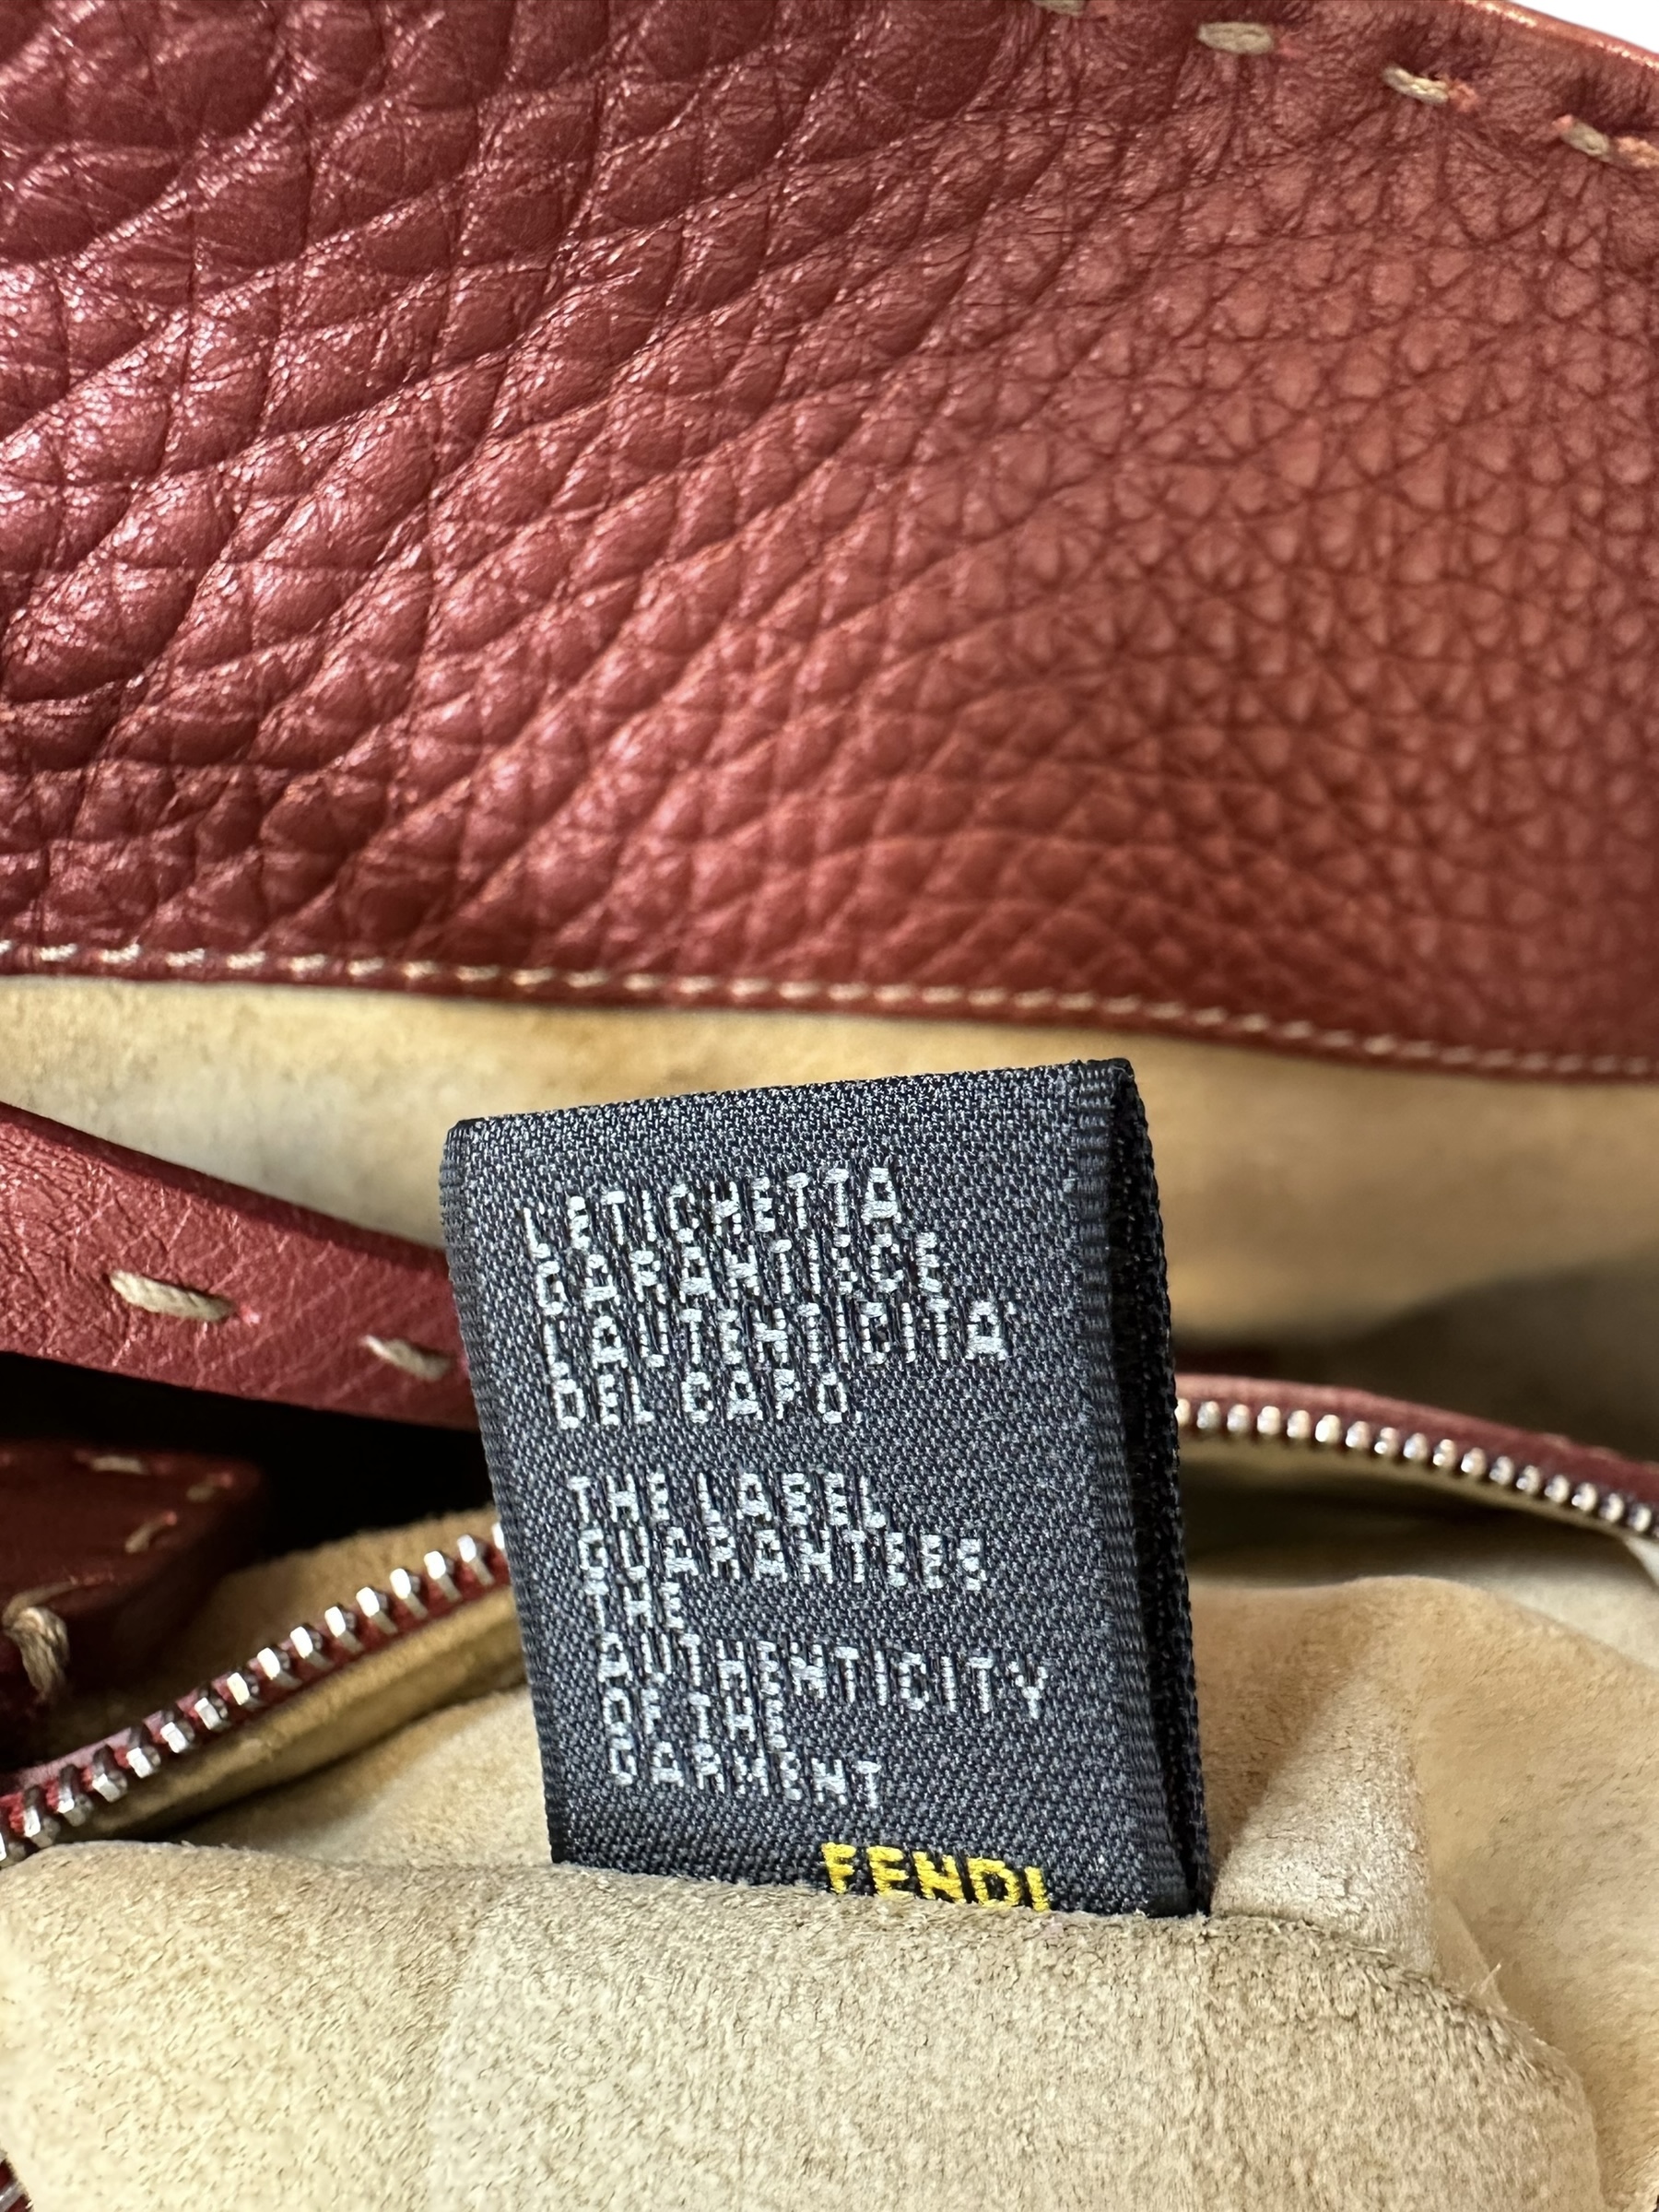 L'ETICHETTA
GARANTISCE
L'AUTENTICITA'
DEL CAPO.
THE LABEL
GUARANTEES
THE
AUTHENTICITY
OF THE
GARMENT
FENDI